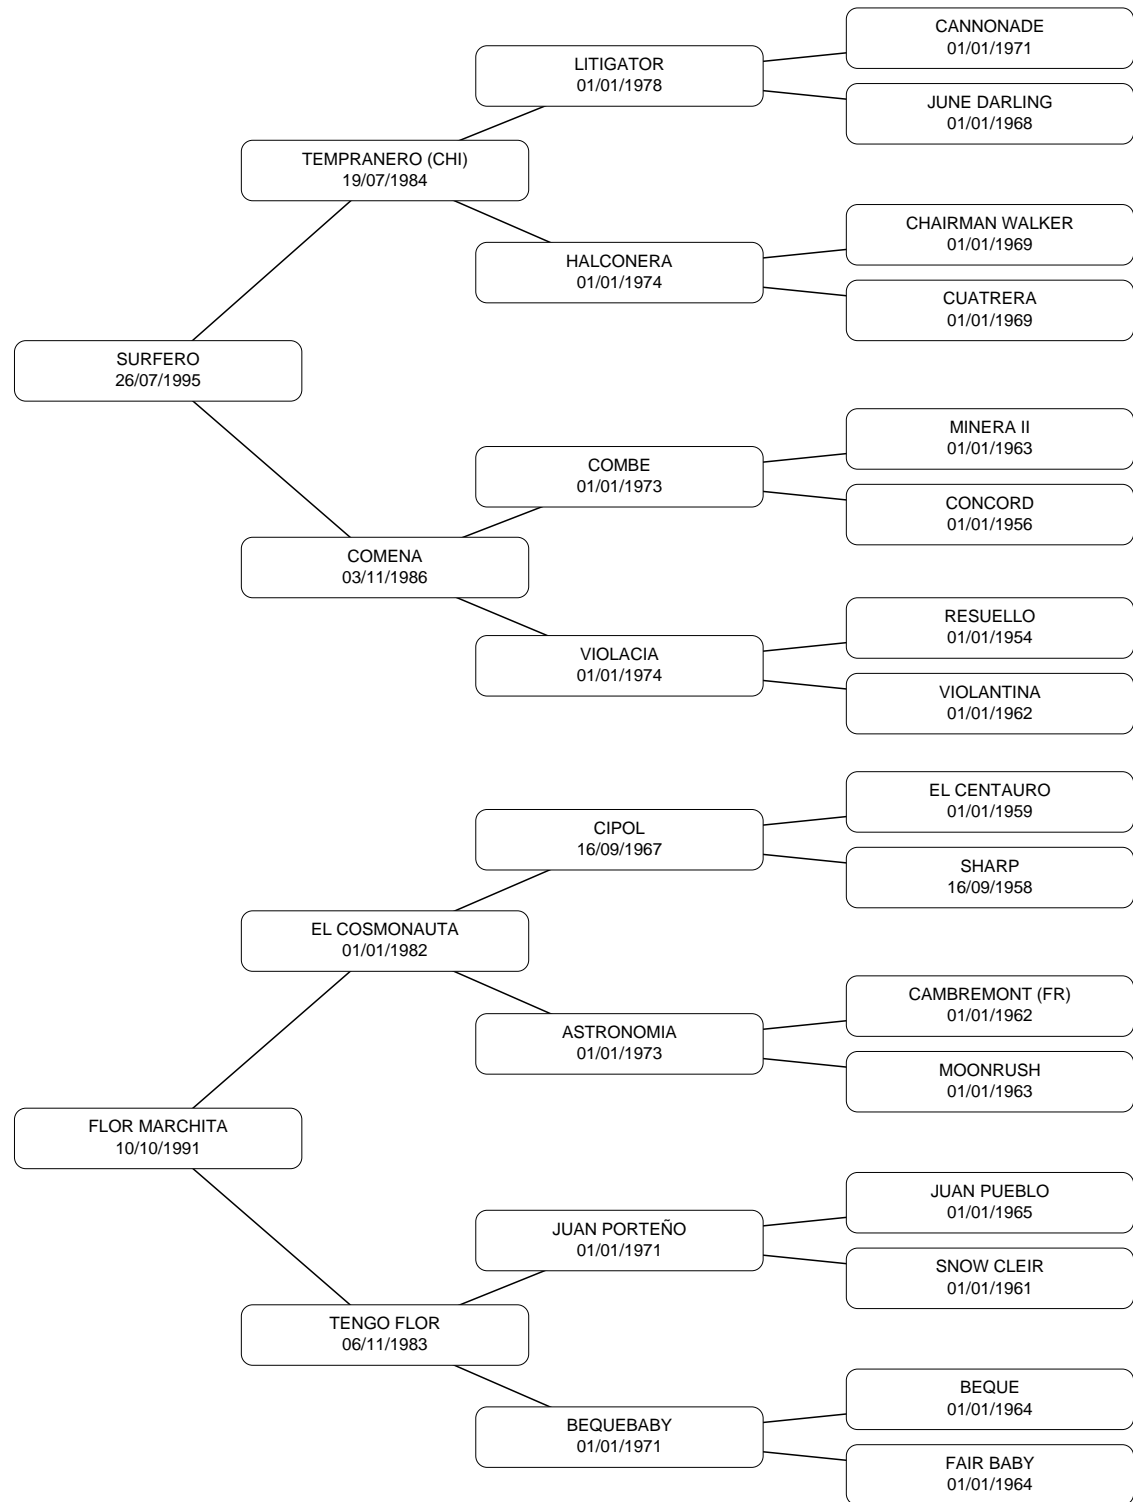 CANNONADE
01/01/1971
LITIGATOR
01/01/1978
JUNE DARLING
01/01/1968
TEMPRANERO (CHI)
19/07/1984
CHAIRMAN WALKER
01/01/1969
HALCONERA
01/01/1974
CUATRERA
01/01/1969
SURFERO
26/07/1995
MINERA II
01/01/1963
COMBE
01/01/1973
CONCORD
01/01/1956
COMENA
03/11/1986
RESUELLO
01/01/1954
VIOLACIA
01/01/1974
VIOLANTINA
01/01/1962
EL CENTAURO
01/01/1959
CIPOL
16/09/1967
SHARP
16/09/1958
EL COSMONAUTA
01/01/1982
CAMBREMONT (FR)
01/01/1962
ASTRONOMIA
01/01/1973
MOONRUSH
01/01/1963
FLOR MARCHITA
10/10/1991
JUAN PUEBLO
01/01/1965
JUAN PORTEÑO
01/01/1971
SNOW CLEIR
01/01/1961
TENGO FLOR
06/11/1983
BEQUE
01/01/1964
BEQUEBABY
01/01/1971
FAIR BABY
01/01/1964